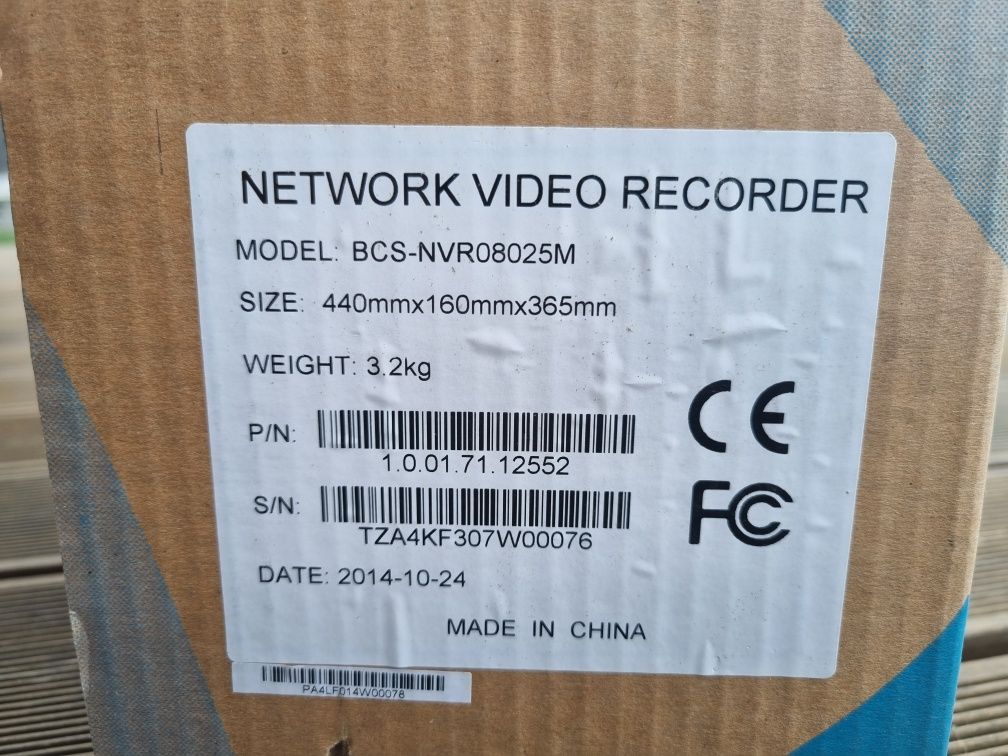 NETWORK VIDEO RECORDER
MODEL: BCS-NVR08025M
SIZE: 440mmx160mmx365mm
WEIGHT: 3.2kg
P/N:
1.0.01.71.12552
S/N:
TZA4KF307W00076
DATE: 2014-10-24
CE
FC
MADE IN CHINA
PA4LF014W00078